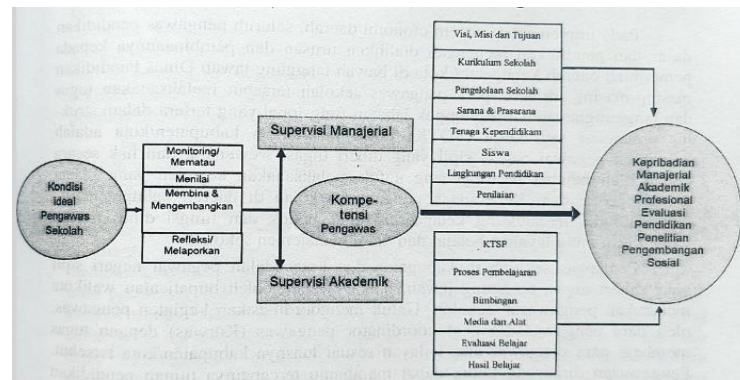 Kondisi
Ideal
Pengawas
Sekolah
Monitoring/
Mematau
Menilai
Membina &
Mengembangkan
Refleksi/
Melaporkan
Supervisi Manajerial
Kompe-
tensi
Pengawas
Supervisi Akademik
Visi, Misi dan Tujuan
Kurikulum Sekolah
Pengelolaan Sekolah
Sarana & Prasarana
Tenaga Kependidikam
Siswa
Lingkungan Pendidikan
Penilaian
KTSP
Proses Pembelajaran
Bimbingan
Media dan Alat
Evaluasi Belajar
Hasil Belajar
Kepribadian
Manajerial
Akademik
Profesional
Evaluasi
Pendidikan
Penelitian
Pengembangan
Sosial